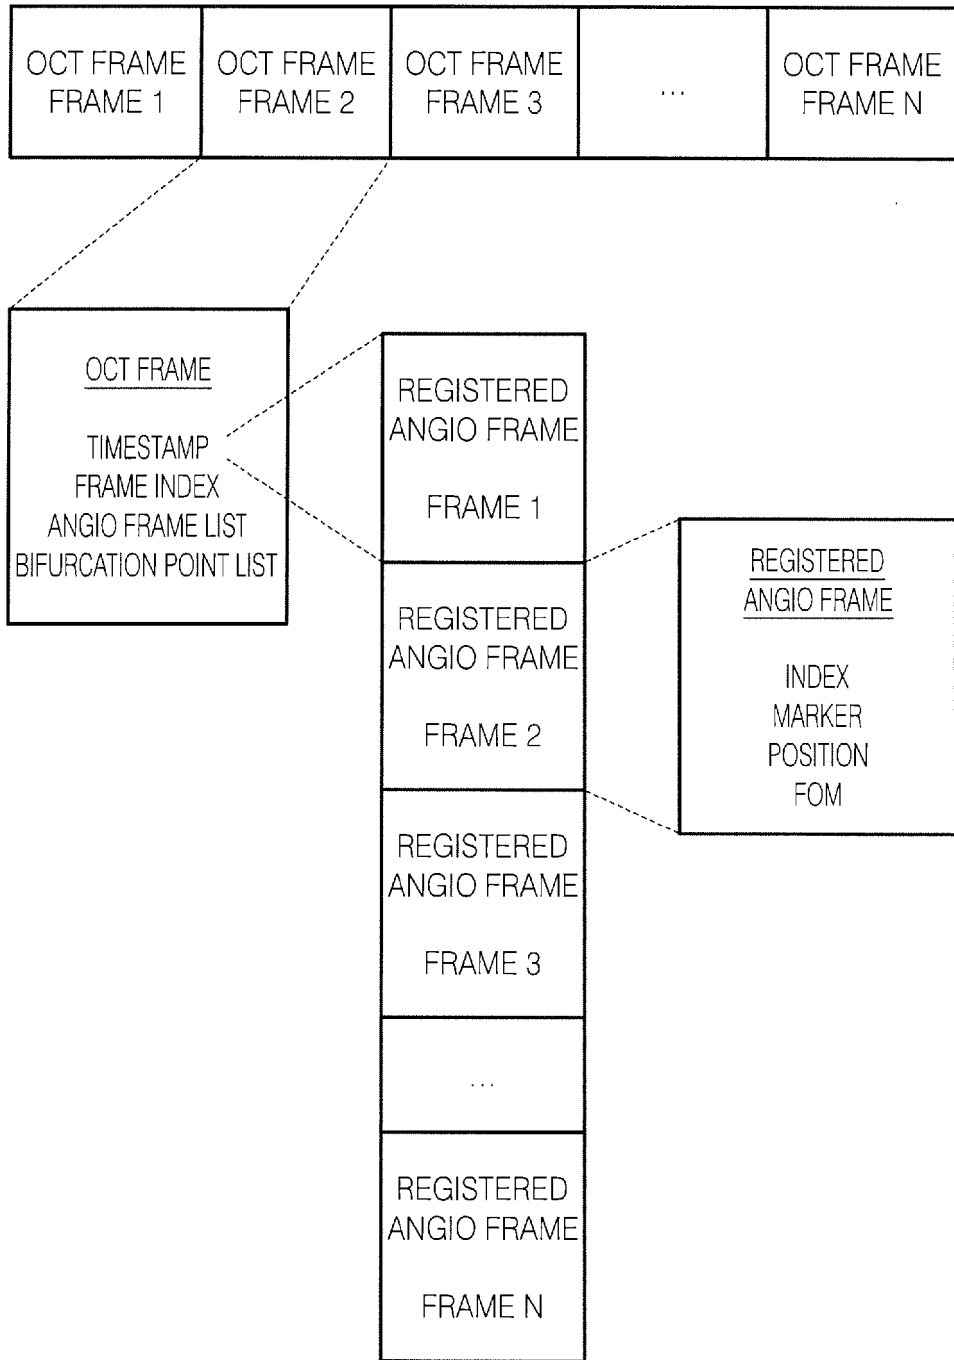 OCT FRAME
FRAME 1
OCT FRAME
FRAME 2
OCT FRAME
FRAME 3
...
OCT FRAME
FRAME N
OCT FRAME
TIMESTAMP
FRAME INDEX
ANGIO FRAME LIST
BIFURCATION POINT LIST
REGISTERED
ANGIO FRAME
FRAME 1
REGISTERED
ANGIO FRAME
FRAME 2
REGISTERED
ANGIO FRAME
FRAME 3
...
REGISTERED
ANGIO FRAME
FRAME N
REGISTERED
ANGIO FRAME
INDEX
MARKER
POSITION
FOM